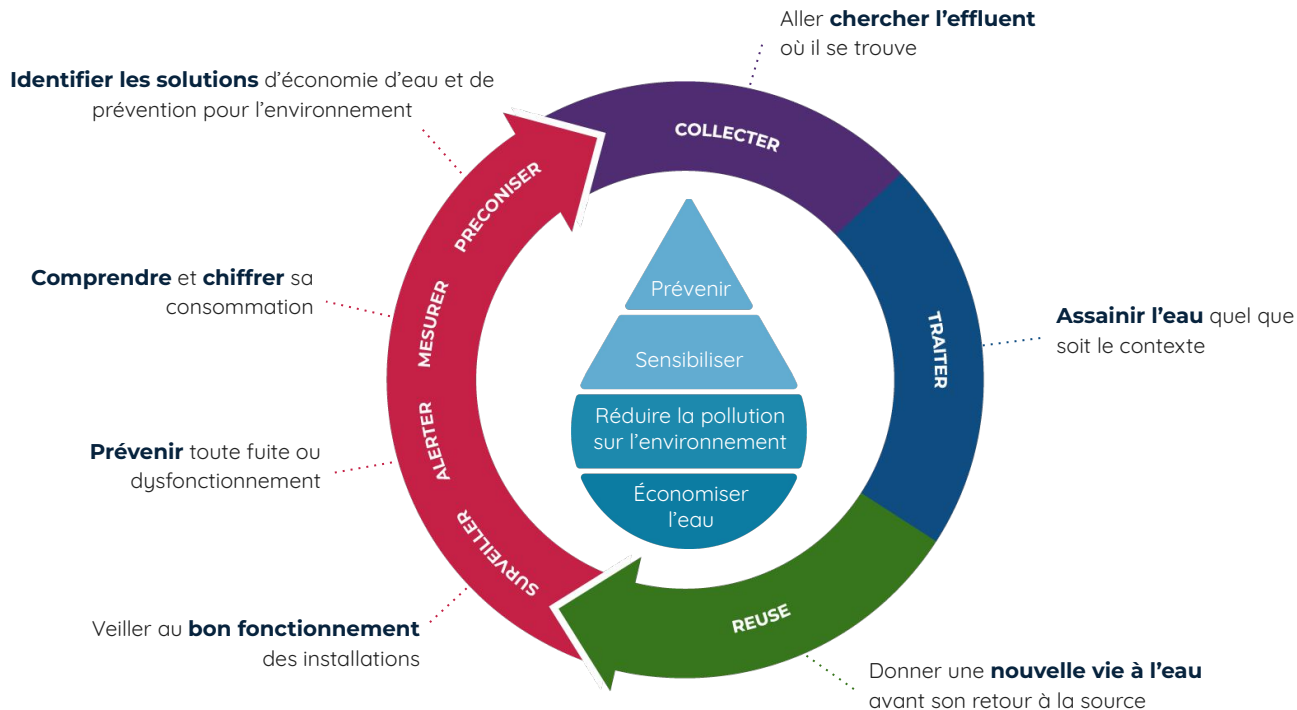 Aller chercher l'effluent
où il se trouve
Identifier les solutions d'économie d'eau et de
prévention pour l'environnement
COLLECTER
PRECONISER
Prévenir
Comprendre et chiffrer sa
consommation
MESURER
Sensibiliser
TRAITER
Assainir l'eau quel que
soit le contexte
Réduire la pollution
sur l'environnement
ALERTER
Prévenir toute fuite ou
dysfonctionnement
Économiser
l'eau
SURVEILLER
REUSE
Veiller au bon fonctionnement
des installations
Donner une nouvelle vie à l'eau
avant son retour à la source